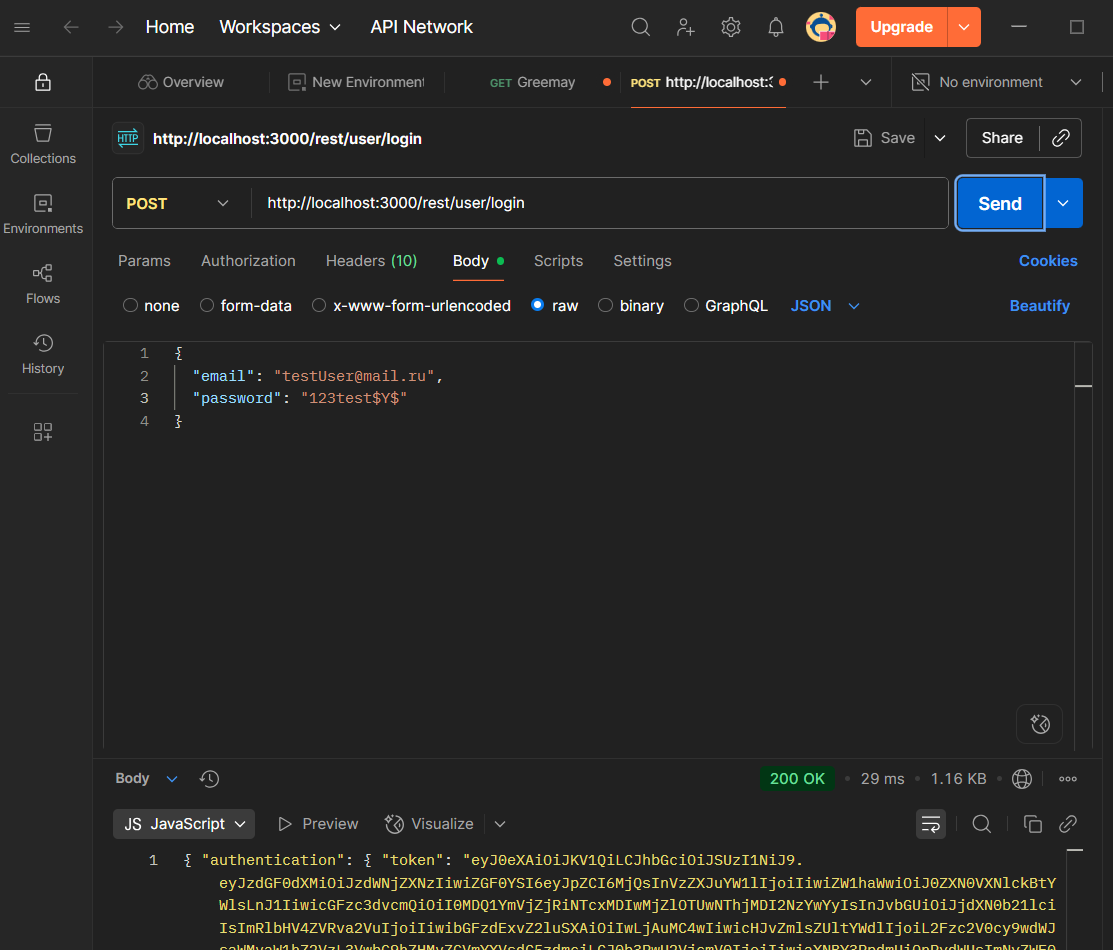 Home Workspaces API Network Upgrade
Overview New Environment GET Greemay POST http://localhost: No environment
HTTP http://localhost:3000/rest/user/login Save Share
Collections
POST http://localhost:3000/rest/user/login Send
Environments
Params Authorization Headers (10) Body Scripts Settings Cookies
Flows
none form-data x-www-form-urlencoded raw binary GraphQL JSON Beautify
History
1 {
2 "email": "testUser@mail.ru",
3 "password": "123test$Y$"
4 }
Body 200 OK 29 ms 1.16 KB
JS JavaScript Preview Visualize
1 { "authentication": { "token": "eyJ0eXAiOiJKV1QiLCJhbGciOiJSUzI1NiJ9.
eyJzdGF0dXMiOiJzdWNjZXNzIiwiZGF0YSI6eyJpZCI6MjQsInVzZXJuYW1lIjoiIiwiZW1haWwiOiJ0ZXN0VXNlckBtY
WlsLnJ1IiwicGFzc3dvcmQiOiI0MDQ1YmVjZjRiNTcxMDIwMjZlOTUwNThjMDI2NzYwYyIsInJvbGUiOiJjdXN0b21lci
IsImRlbHV4ZVRva2VuIjoiIiwibGFzdExvZ2luSXAiOiIwLjAuMC4wIiwicHJvZmlsZUltYWdlIjoiL2Fzc2V0cy9wdWJ